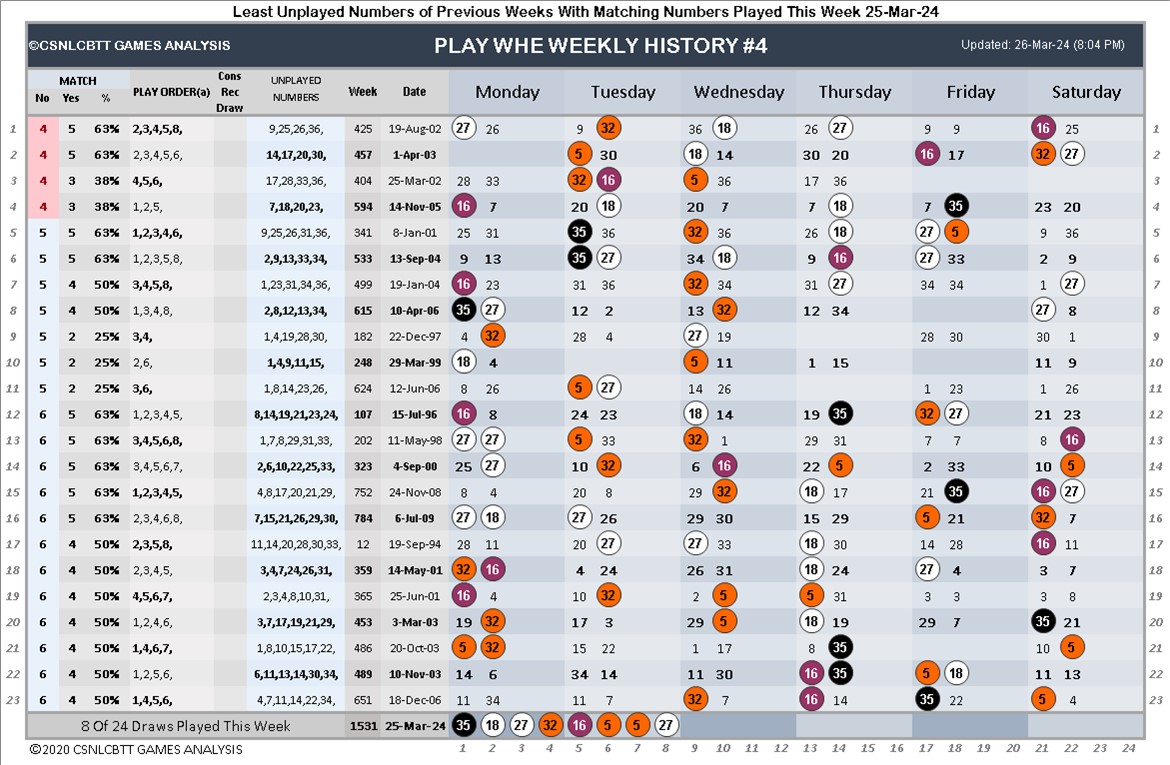 Least Unplayed Numbers of Previous Weeks With Matching Numbers Played This Week 25-Mar-24
©CSNLCBTT GAMES ANALYSIS PLAY WHE WEEKLY HISTORY #4 Updated: 26-Mar-24 (8:04 PM)
MATCH
No Yes % PLAY ORDER(a) Cons Rec Draw UNPLAYED NUMBERS Week Date Monday Tuesday Wednesday Thursday Friday Saturday
1 4 5 63% 2,3,4,5,8, 9,25,26,36, 425 19-Aug-02 27 26 9 32 36 18 26 27 9 9 16 25 1
2 4 5 63% 2,3,4,5,6, 14,17,20,30, 457 1-Apr-03 5 30 18 14 30 20 16 17 32 27 2
3 4 3 38% 4,5,6, 17,28,33,36, 404 25-Mar-02 28 33 32 16 5 36 17 36 3
4 4 3 38% 1,2,5, 7,18,20,23, 594 14-Nov-05 16 7 20 18 20 7 7 18 7 35 23 20 4
5 5 5 63% 1,2,3,4,6, 9,25,26,31,36, 341 8-Jan-01 25 31 35 36 32 36 26 18 27 5 9 36 5
6 5 5 63% 1,2,3,5,8, 2,9,13,33,34, 533 13-Sep-04 9 13 35 27 34 18 9 16 27 33 2 9 6
7 5 4 50% 3,4,5,8, 1,23,31,34,36, 499 19-Jan-04 16 23 31 36 32 34 31 27 34 34 1 27 7
8 5 4 50% 1,3,4,8, 2,8,12,13,34, 615 10-Apr-06 35 27 12 2 13 32 12 34 27 8 8
9 5 2 25% 3,4, 1,4,19,28,30, 182 22-Dec-97 4 32 28 4 27 19 28 30 30 1 9
10 5 2 25% 2,6, 1,4,9,11,15, 248 29-Mar-99 18 4 5 11 1 15 11 9 10
11 5 2 25% 3,6, 1,8,14,23,26, 624 12-Jun-06 8 26 5 27 14 26 1 23 1 26 11
12 6 5 63% 1,2,3,4,5, 8,14,19,21,23,24, 107 15-Jul-96 16 8 24 23 18 14 19 35 32 27 21 23 12
13 6 5 63% 3,4,5,6,8, 1,7,8,29,31,33, 202 11-May-98 27 27 5 33 32 1 29 31 7 7 8 16 13
14 6 5 63% 3,4,5,6,7, 2,6,10,22,25,33, 323 4-Sep-00 25 27 10 32 6 16 22 5 2 33 10 5 14
15 6 5 63% 1,2,3,4,5, 4,8,17,20,21,29, 752 24-Nov-08 8 4 20 8 29 32 18 17 21 35 16 27 15
16 6 5 63% 2,3,4,6,8, 7,15,21,26,29,30, 784 6-Jul-09 27 18 27 26 29 30 15 29 5 21 32 7 16
17 6 4 50% 2,3,5,8, 11,14,20,28,30,33, 12 19-Sep-94 28 11 20 27 27 33 18 30 14 28 16 11 17
18 6 4 50% 2,3,4,5, 3,4,7,24,26,31, 359 14-May-01 32 16 4 24 26 31 18 24 27 4 3 7 18
19 6 4 50% 4,5,6,7, 2,3,4,8,10,31, 365 25-Jun-01 16 4 10 32 2 5 5 31 3 3 3 8 19
20 6 4 50% 1,2,4,6, 3,7,17,19,21,29, 453 3-Mar-03 19 32 17 3 29 5 18 19 29 7 35 21 20
21 6 4 50% 1,4,6,7, 1,8,10,15,17,22, 486 20-Oct-03 5 32 15 22 1 17 8 35 10 5 21
22 6 4 50% 1,2,5,6, 6,11,13,14,30,34, 489 10-Nov-03 14 6 34 14 11 30 16 35 5 18 11 13 22
23 6 4 50% 1,4,5,6, 4,7,11,14,22,34, 651 18-Dec-06 11 34 11 7 32 7 16 14 35 22 5 4 23
8 Of 24 Draws Played This Week 1531 25-Mar-24 35 18 27 32 16 5 5 27
©2020 CSNLCBTT GAMES ANALYSIS 1 2 3 4 5 6 7 8 9 10 11 12 13 14 15 16 17 18 19 20 21 22 23 24